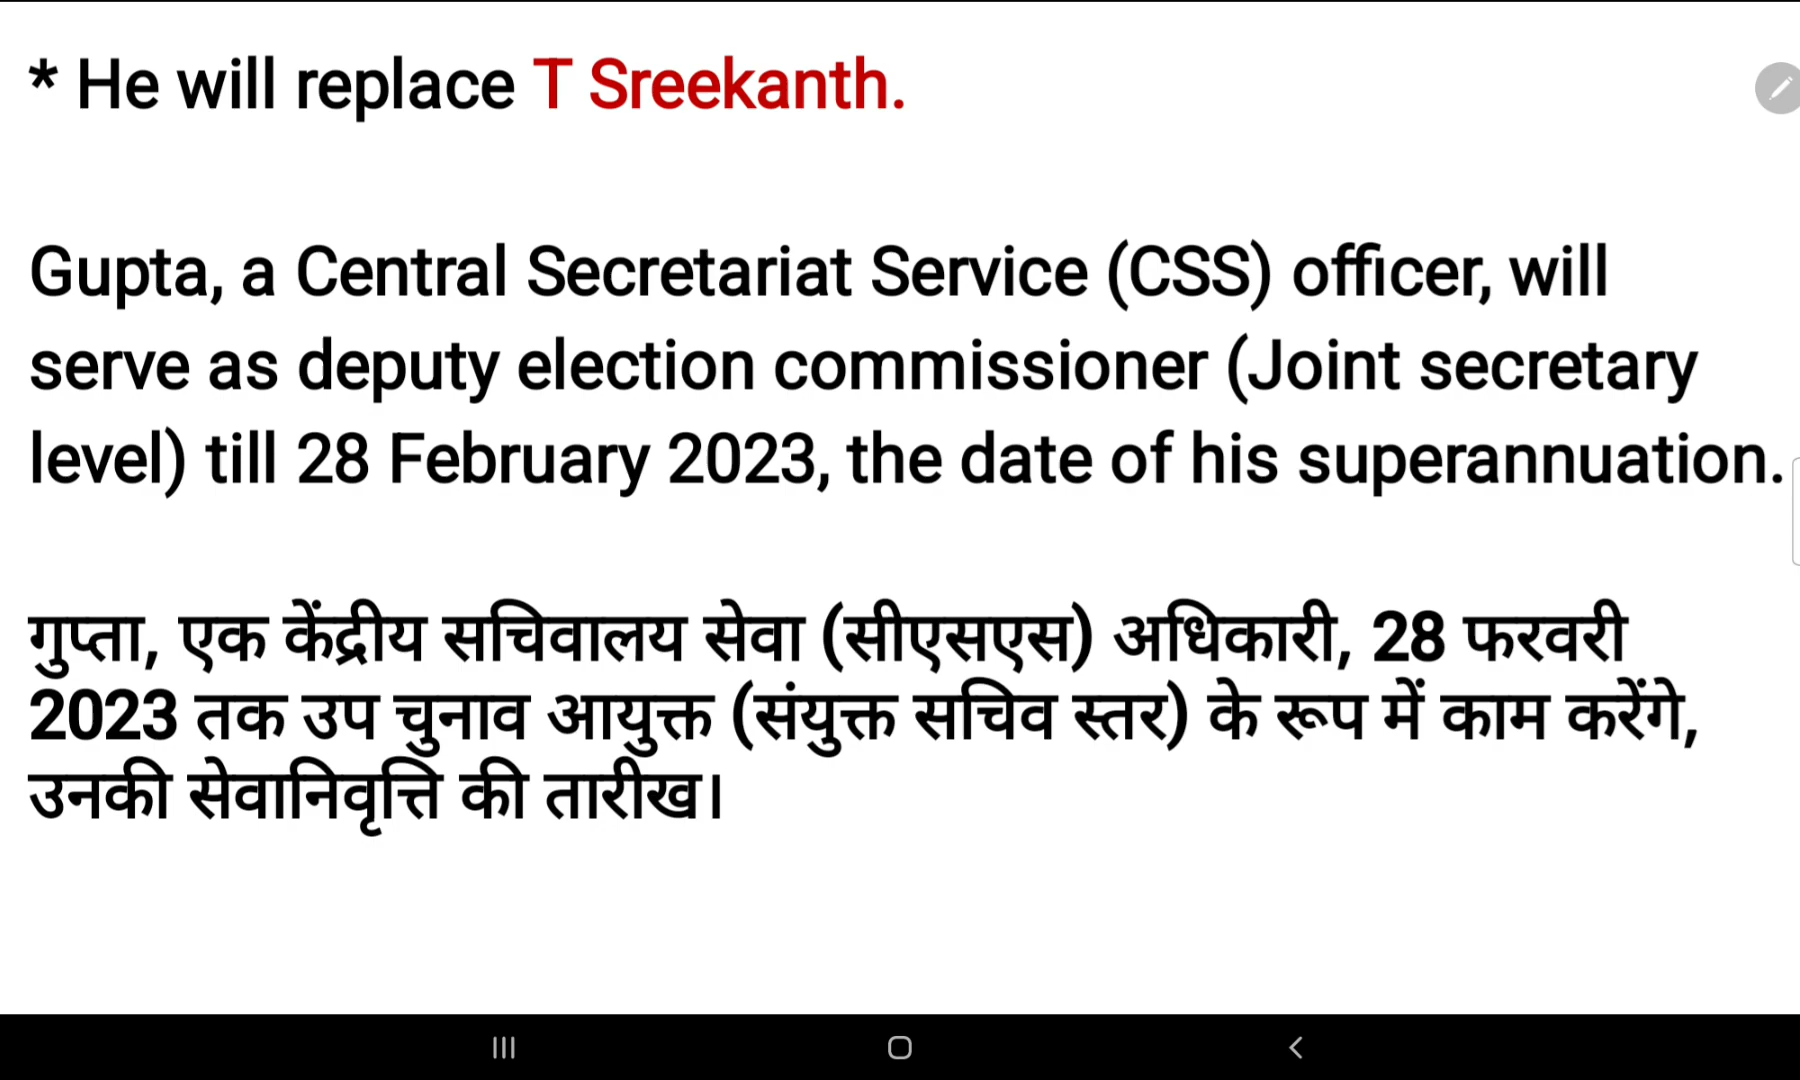 * He will replace T Sreekanth.
Gupta, a Central Secretariat Service (CSS) officer, will
serve as deputy election commissioner (Joint secretary
level) till 28 February 2023, the date of his superannuation.
गुप्ता, एक केंद्रीय सचिवालय सेवा (सीएसएस) अधिकारी, 28 फरवरी
2023 तक उप चुनाव आयुक्त (संयुक्त सचिव स्तर) के रूप में काम करेंगे,
उनकी सेवानिवृत्ति की तारीख।